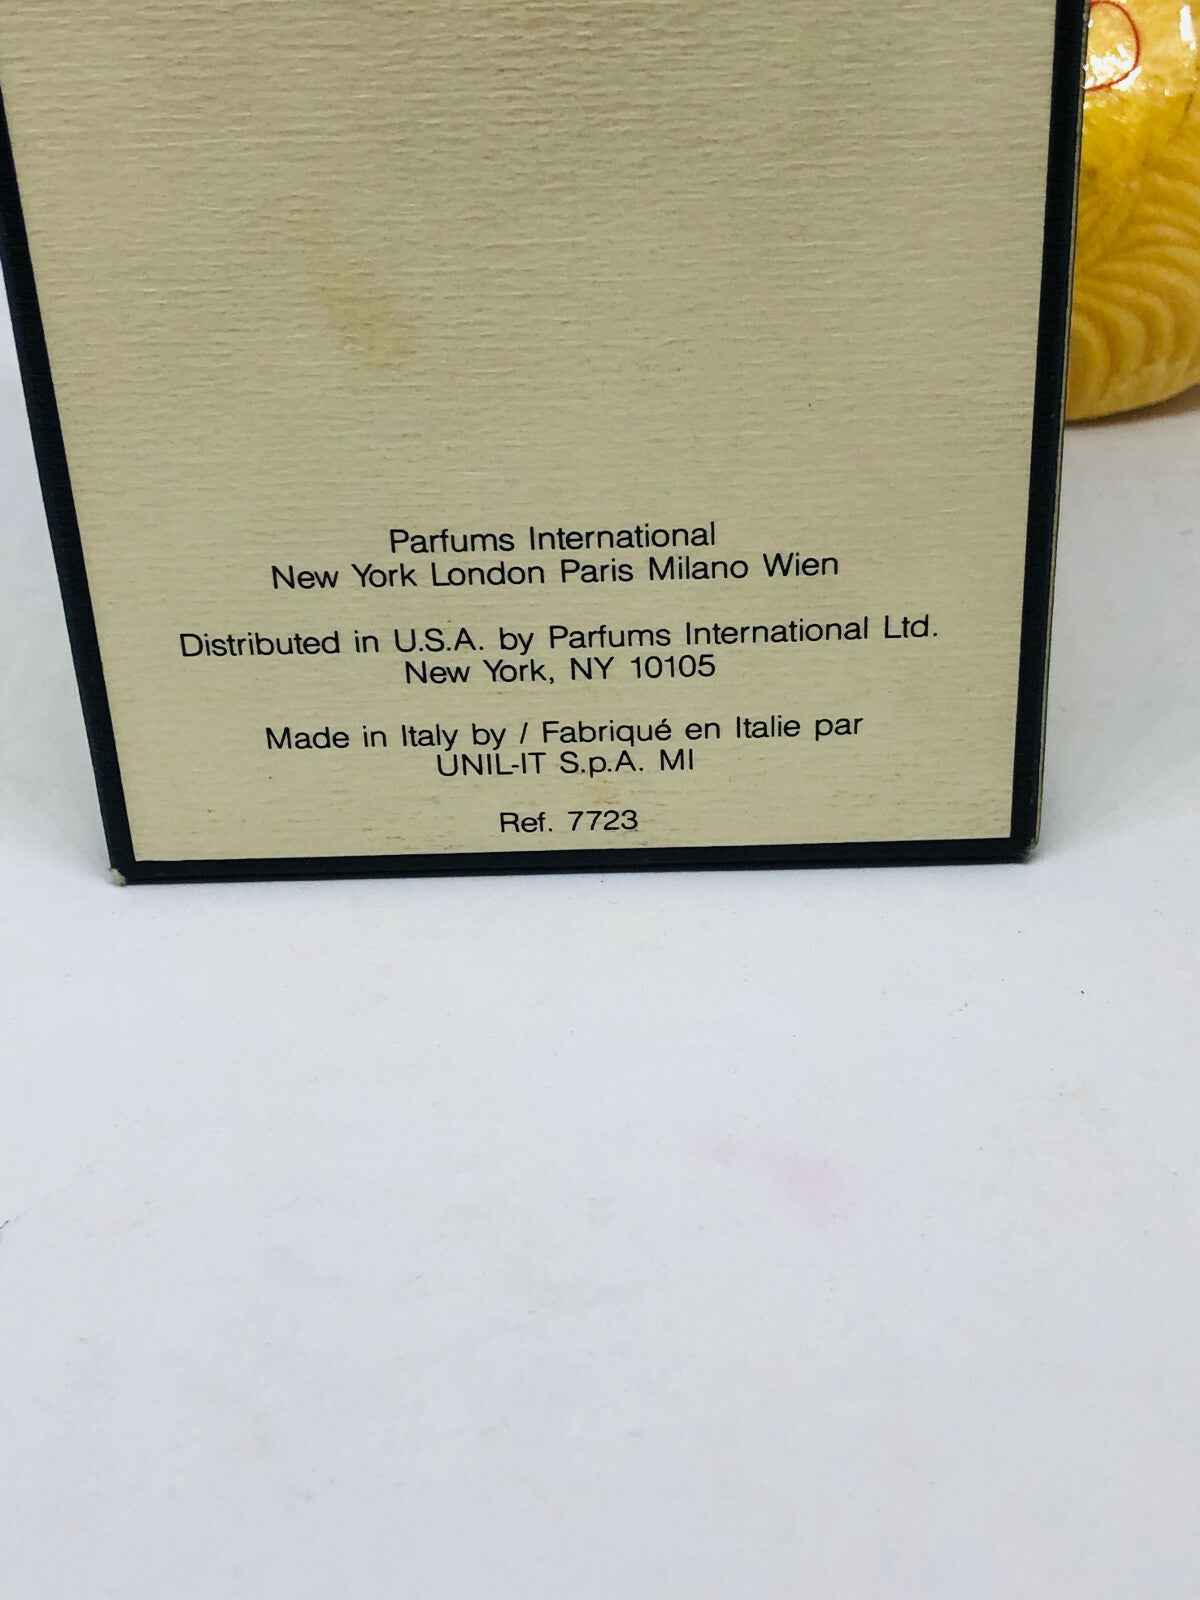 Parfums International
New York London Paris Milano Wien
Distributed in U.S.A. by Parfums International Ltd.
New York, NY 10105
Made in Italy by / Fabriqué en Italie par
UNIL-IT S.p.A. MI
Ref. 7723